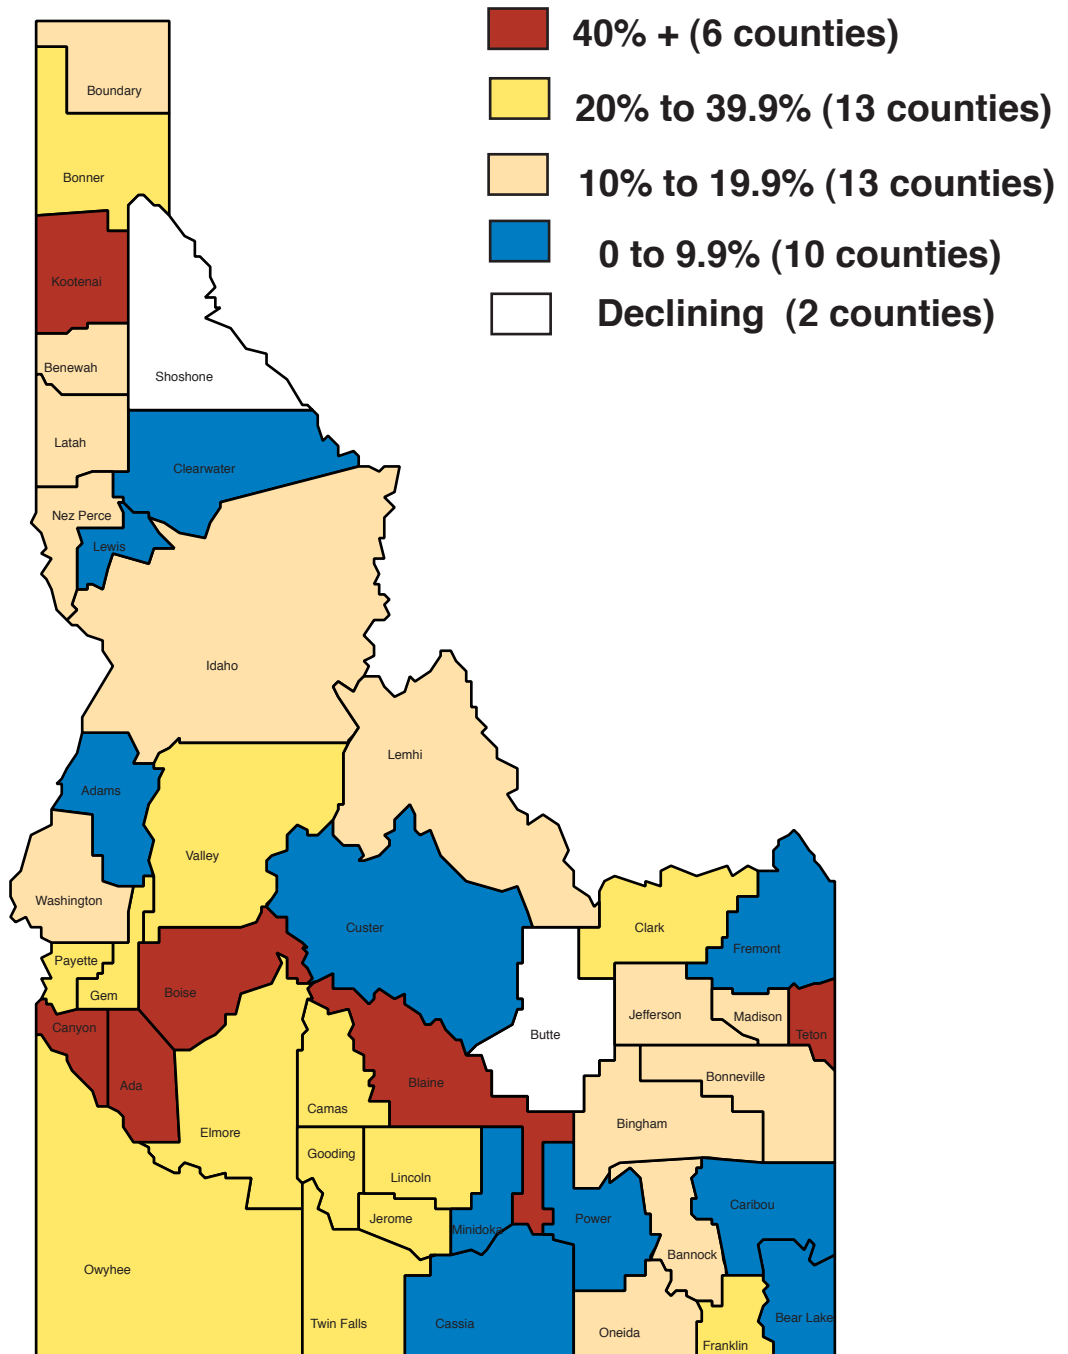 40% + (6 counties)
20% to 39.9% (13 counties)
10% to 19.9% (13 counties)
0 to 9.9% (10 counties)
Declining (2 counties)
Boundary
Bonner
Kootenai
Benewah
Shoshone
Latah
Clearwater
Nez Perce
Lewis
Idaho
Lemhi
Adams
Valley
Washington
Custer
Clark
Fremont
Payette
Gem
Boise
Jefferson
Madison
Teton
Canyon
Butte
Ada
Blaine
Bonneville
Camas
Elmore
Bingham
Gooding
Lincoln
Jerome
Minidoka
Power
Caribou
Bannock
Owyhee
Twin Falls
Cassia
Oneida
Franklin
Bear Lake